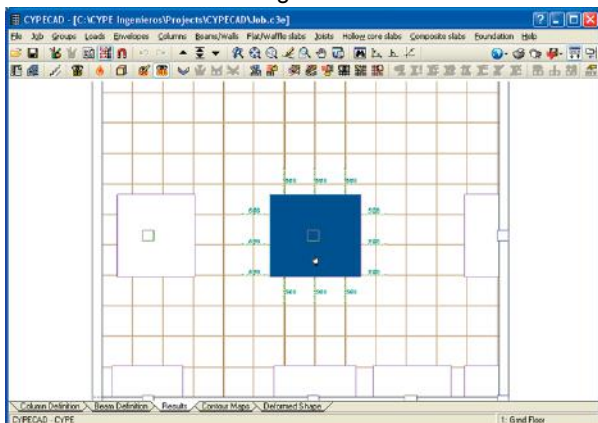 CYPECAD - [C:\CYPE Ingenieros\Projects\CYPECAD\Job.c3e]
File Job Groups Loads Envelopes Columns Beams/Walls Flat/Waffle slabs Joists Hollow core slabs Composite slabs Foundation Help
Column Definition Beam Definition Results Contour Maps Deformed Shape
CYPECAD - CYPE 1: Grnd Floor